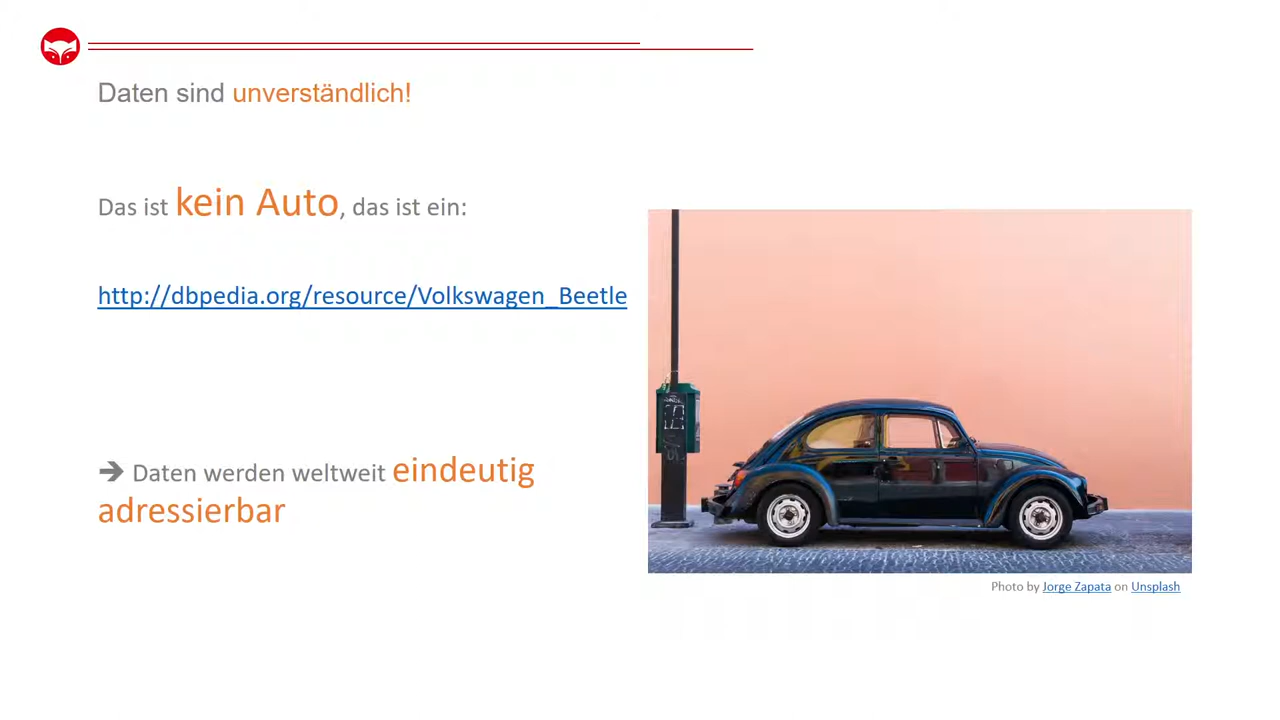 Daten sind unverständlich!
Das ist kein Auto, das ist ein:
http://dbpedia.org/resource/Volkswagen_Beetle
➔ Daten werden weltweit eindeutig
adressierbar
Photo by Jorge Zapata on Unsplash